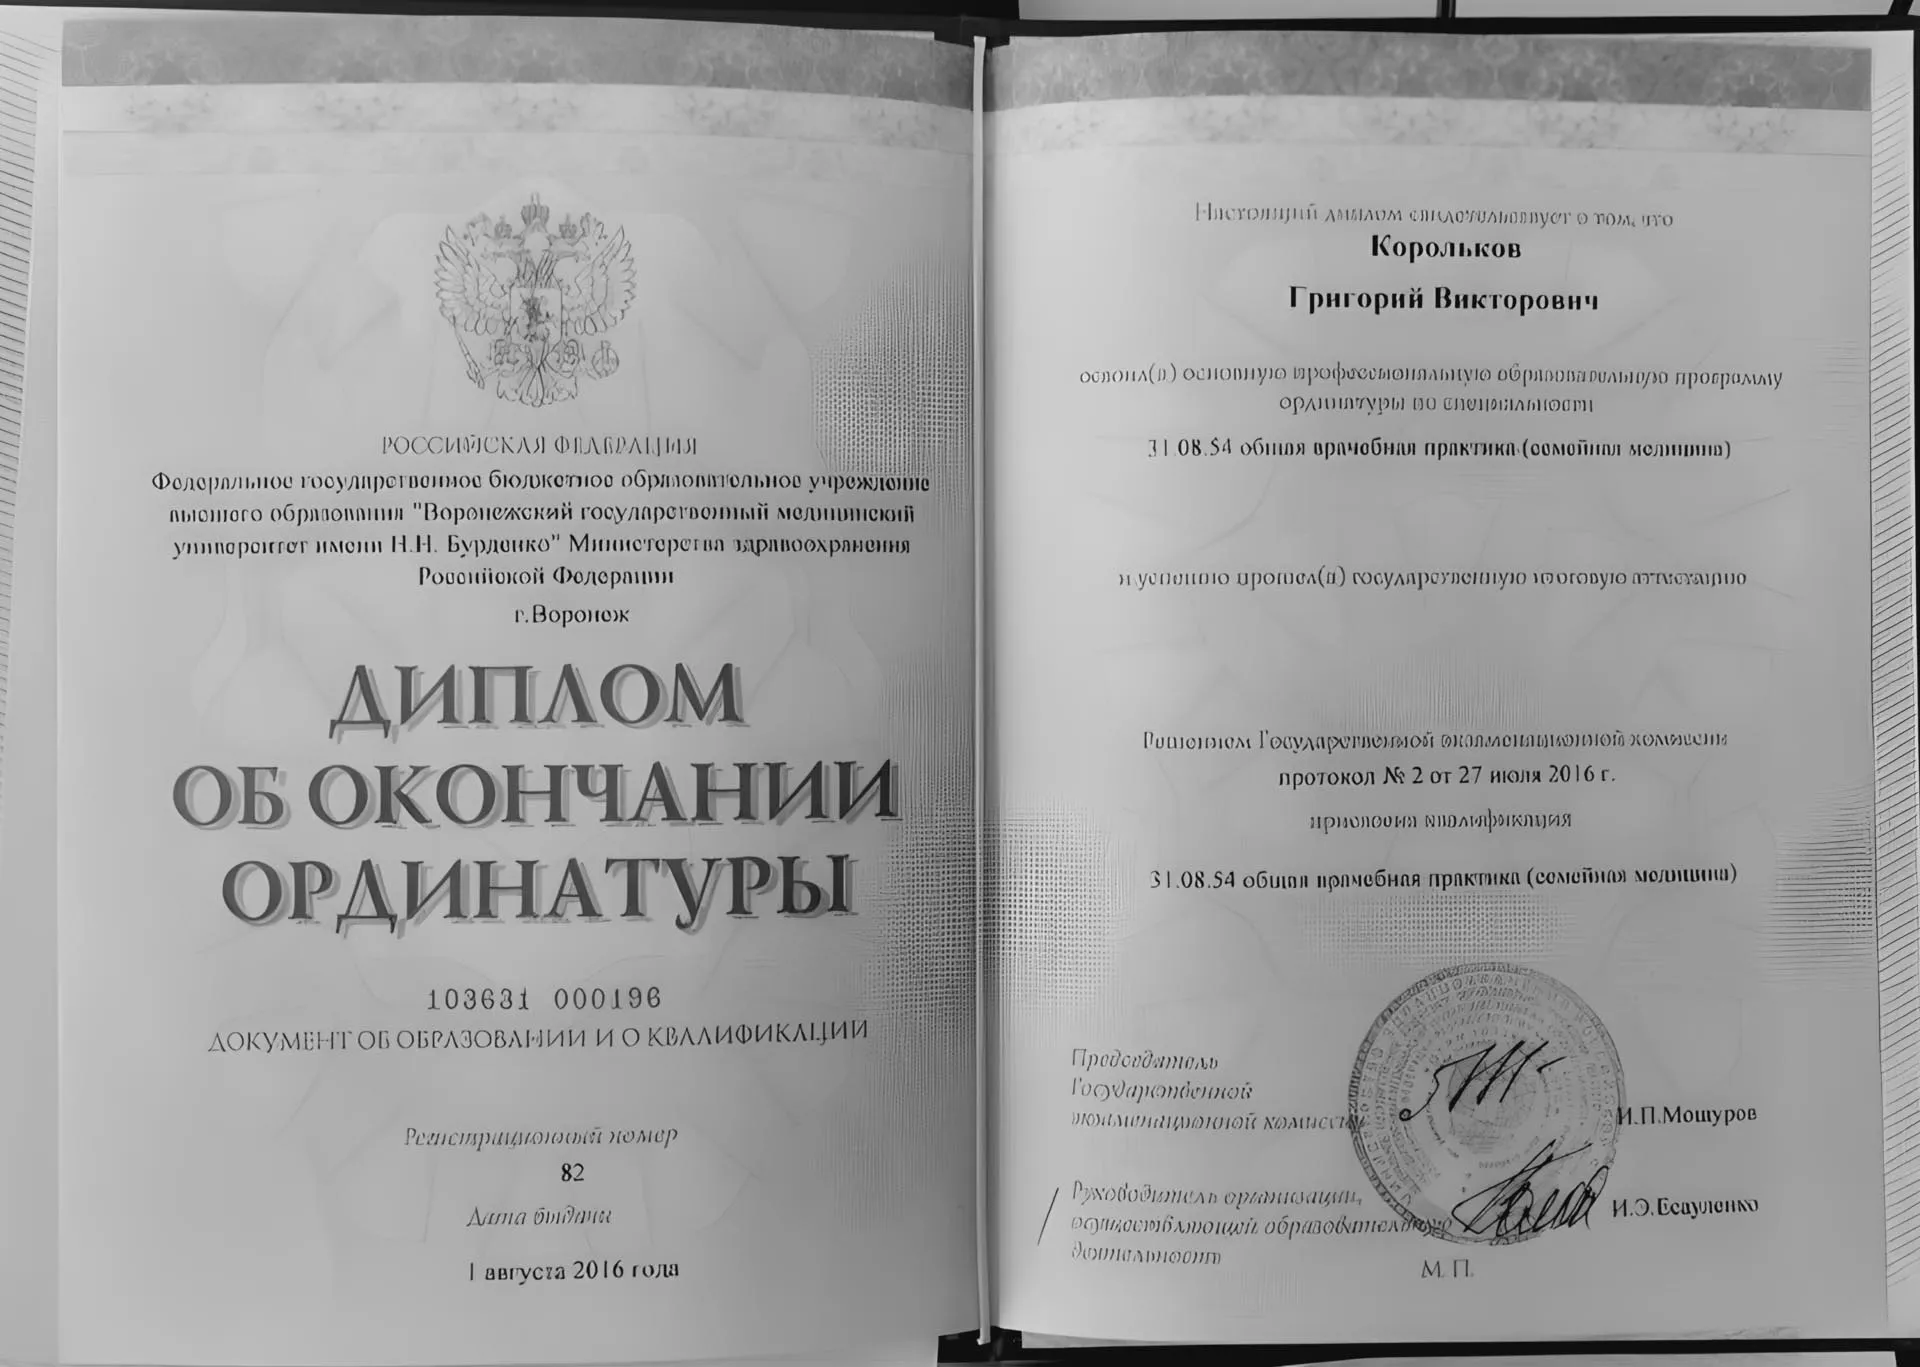 РОССИЙСКАЯ ФЕДЕРАЦИЯ
Федеральное государственное бюджетное образовательное учреждение
высшего образования "Воронежский государственный медицинский
университет имени Н.Н. Бурденко" Министерства здравоохранения
Российской Федерации
г.Воронеж
ДИПЛОМ
ОБ ОКОНЧАНИИ
ОРДИНАТУРЫ
103631 000196
ДОКУМЕНТ ОБ ОБРАЗОВАНИИ И О КВАЛИФИКАЦИИ
Регистрационный номер
82
Дата выдачи
1 августа 2016 года
Настоящий диплом свидетельствует о том, что
Корольков
Григорий Викторович
освоил(а) основную профессиональную образовательную программу
ординатуры по специальности
31.08.54 общая врачебная практика (семейная медицина)
и успешно прошел(а) государственную итоговую аттестацию
Решением Государственной экзаменационной комиссии
протокол № 2 от 27 июля 2016 г.
присвоена квалификация
31.08.54 общая врачебная практика (семейная медицина)
Председатель
Государственной
экзаменационной комиссии
И.П.Мошуров
Руководитель организации,
осуществляющей образовательную
деятельность
И.Э.Есауленко
М. П.